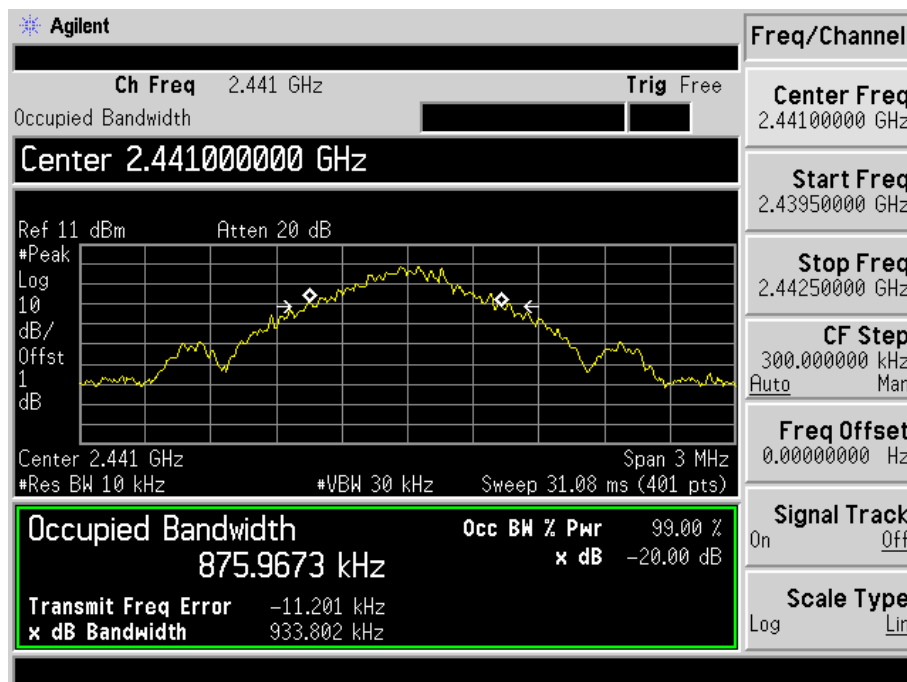 Agilent
Freq/Channel
Ch Freq 2.441 GHz Trig Free
Occupied Bandwidth
Center 2.441000000 GHz
Ref 11 dBm Atten 20 dB
#Peak
Log
10
dB/
Offst
1
dB
Center 2.441 GHz Span 3 MHz
#Res BW 10 kHz #VBW 30 kHz Sweep 31.08 ms (401 pts)
Occupied Bandwidth
875.9673 kHz
Occ BW % Pwr 99.00 %
x dB -20.00 dB
Transmit Freq Error -11.201 kHz
x dB Bandwidth 933.802 kHz
Center Freq
2.44100000 GHz
Start Freq
2.43950000 GHz
Stop Freq
2.44250000 GHz
CF Step
300.000000 kHz
Auto Man
Freq Offset
0.00000000 Hz
Signal Track
On Off
Scale Type
Log Lin